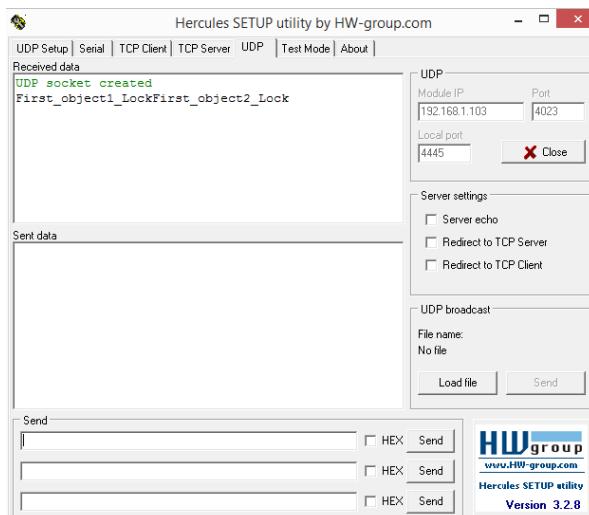 Hercules SETUP utility by HW-group.com
UDP Setup Serial TCP Client TCP Server UDP Test Mode About
Received data
UDP socket created
First_object1_LockFirst_object2_Lock
Sent data
UDP
Module IP Port
192.168.1.103 4023
Local port
4445 Close
Server settings
Server echo
Redirect to TCP Server
Redirect to TCP Client
UDP broadcast
File name:
No file
Load file Send
Send
HEX Send
HEX Send
HEX Send
HW group
www.HW-group.com
Hercules SETUP utility
Version 3.2.8